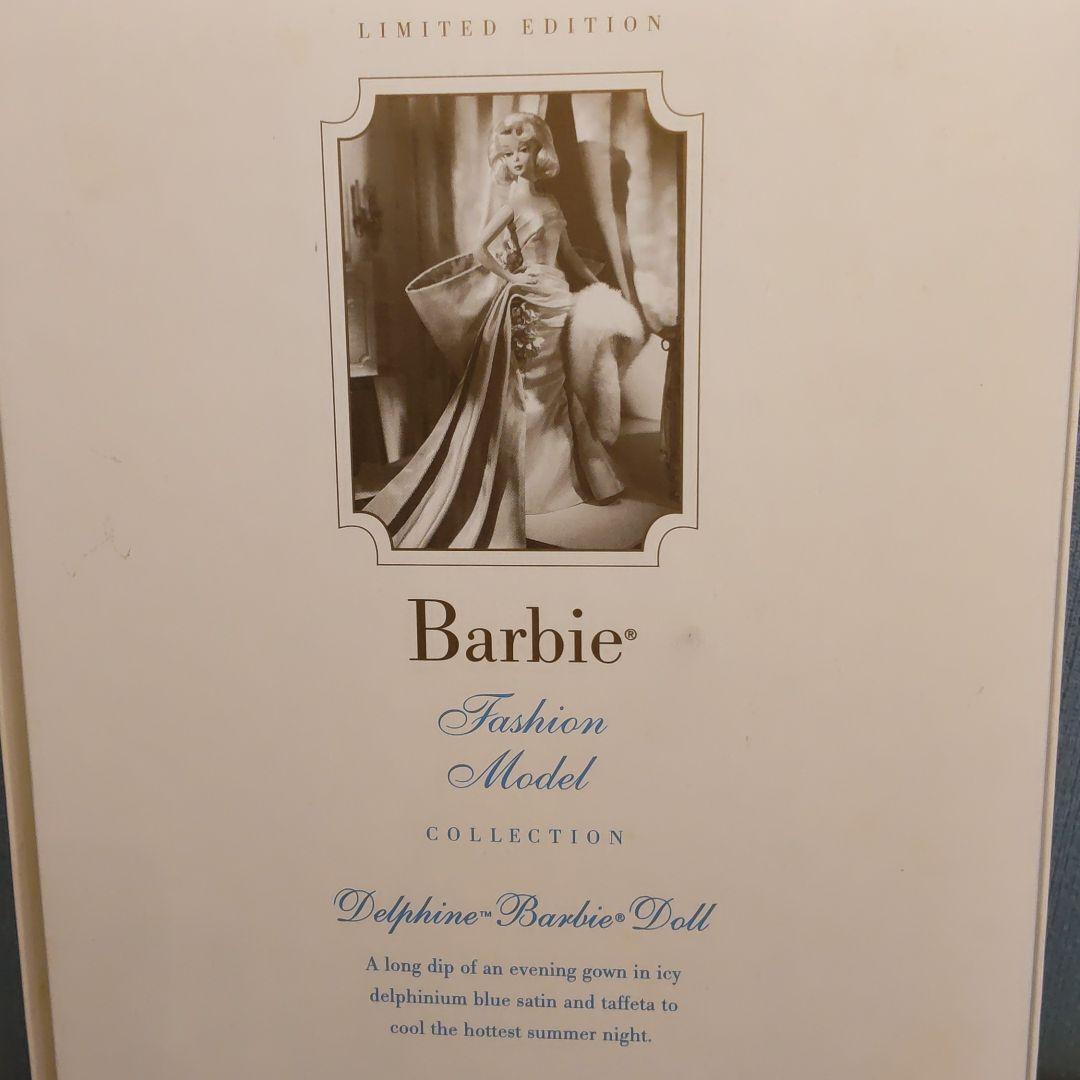 LIMITED EDITION
Barbie®
Fashion
Model
COLLECTION
Delphine™ Barbie® Doll
A long dip of an evening gown in icy
delphinium blue satin and taffeta to
cool the hottest summer night.